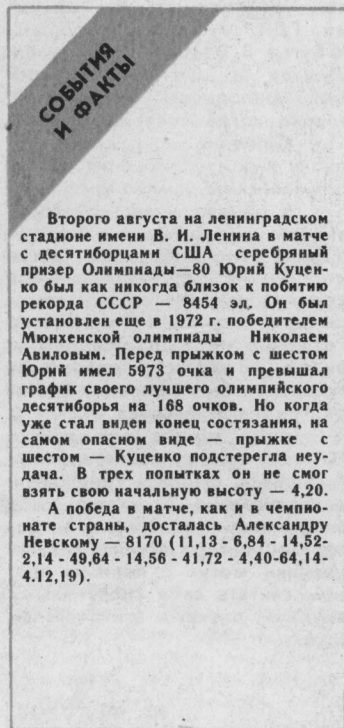 СОБЫТИЯ
И ФАКТЫ
Второго августа на ленинградском
стадионе имени В. И. Ленина в матче
с десятиборцами США серебряный
призер Олимпиады—80 Юрий Куцен-
ко был как никогда близок к побитию
рекорда СССР — 8454 эл. Он был
установлен еще в 1972 г. победителем
Мюнхенской олимпиады Николаем
Авиловым. Перед прыжком с шестом
Юрий имел 5973 очка и превышал
график своего лучшего олимпийского
десятиборья на 168 очков. Но когда
уже стал виден конец состязания, на
самом опасном виде — прыжке с
шестом — Куценко подстерегла неу-
дача. В трех попытках он не смог
взять свою начальную высоту — 4,20.
А победа в матче, как и в чемпио-
нате страны, досталась Александру
Невскому — 8170 (11,13 - 6,84 - 14,52-
2,14 - 49,64 - 14,56 - 41,72 - 4,40-64,14-
4.12,19).